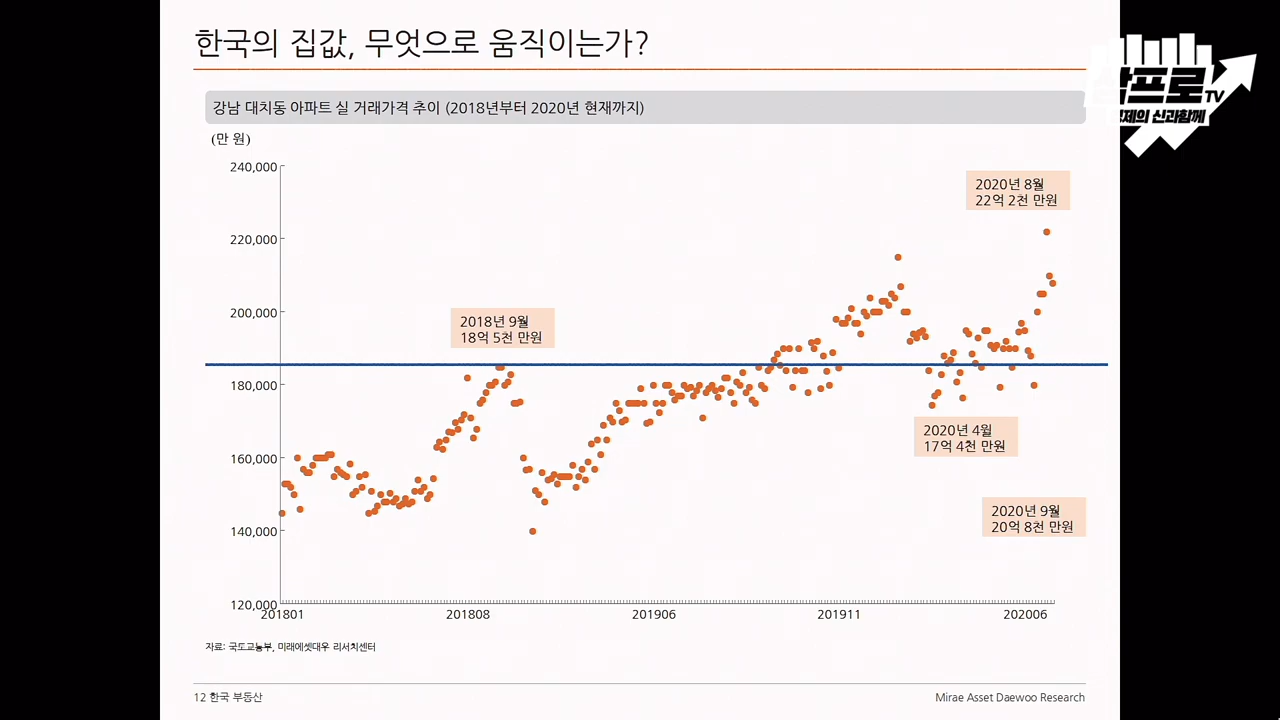 한국의 집값, 무엇으로 움직이는가?
프로TV
경제의 신과함께
강남 대치동 아파트 실 거래가격 추이 (2018년부터 2020년 현재까지)
(만 원)
240,000
220,000
200,000
180,000
160,000
140,000
120,000
2020년 8월
22억 2천 만원
2018년 9월
18억 5천 만원
2020년 4월
17억 4천 만원
2020년 9월
20억 8천 만원
201801
201808
201906
201911
202006
자료: 국토교통부, 미래에셋대우 리서치센터
12 한국 부동산
Mirae Asset Daewoo Research